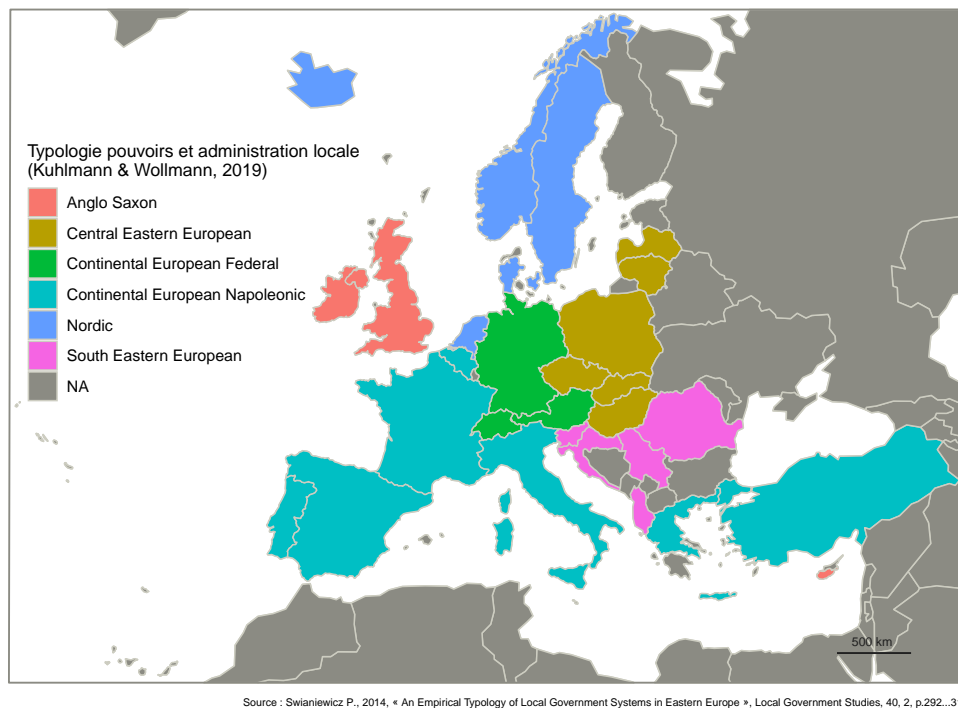 Typologie pouvoirs et administration locale
(Kuhlmann & Wollmann, 2019)
Anglo Saxon
Central Eastern European
Continental European Federal
Continental European Napoleonic
Nordic
South Eastern European
NA
500 km
Source : Swianiewicz P., 2014, « An Empirical Typology of Local Government Systems in Eastern Europe », Local Government Studies, 40, 2, p.292...3